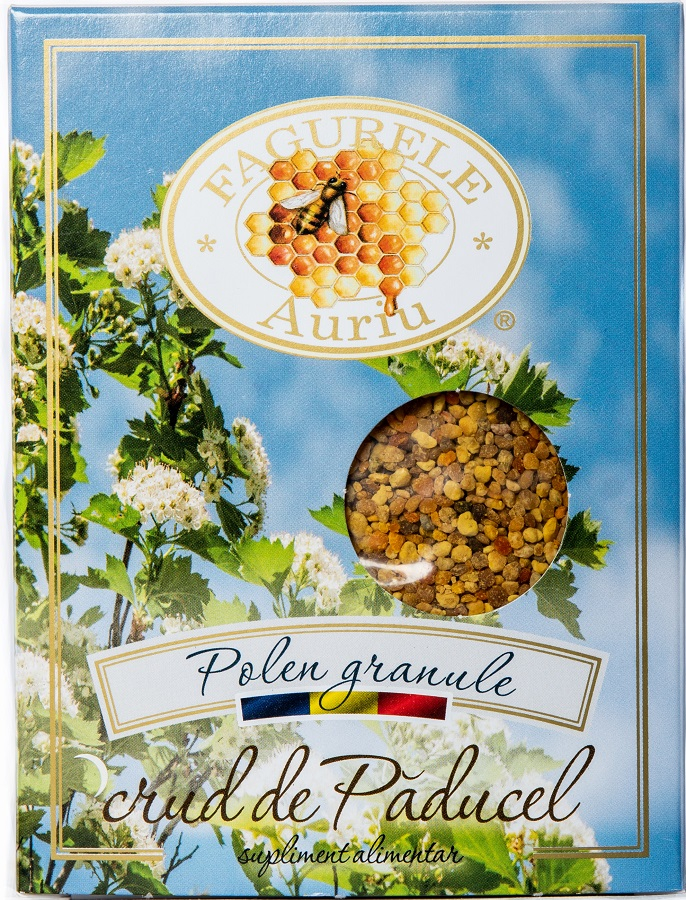 FAGURELE
Auriu ®
Polen granule
crud de Păducel
supliment alimentar